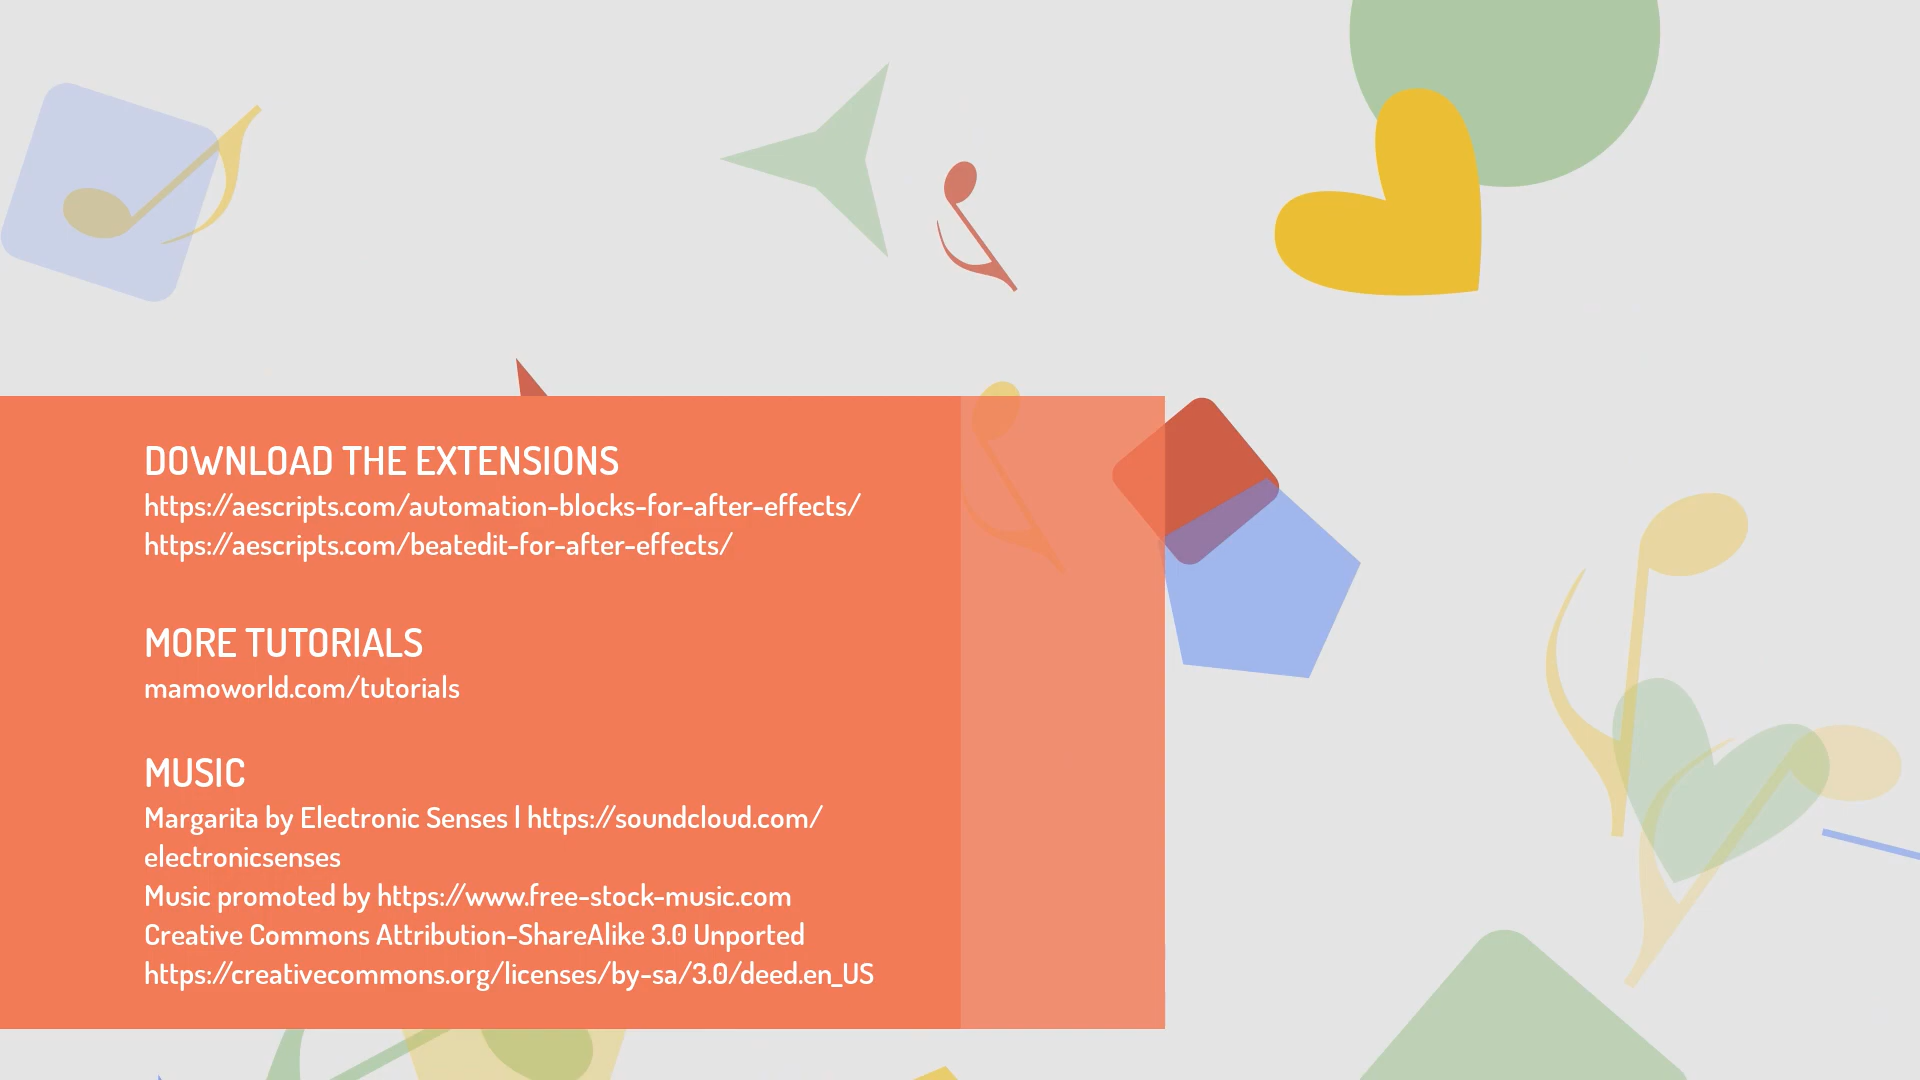 DOWNLOAD THE EXTENSIONS
https://aescripts.com/automation-blocks-for-after-effects/
https://aescripts.com/beatedit-for-after-effects/
MORE TUTORIALS
mamoworld.com/tutorials
MUSIC
Margarita by Electronic Senses l https://soundcloud.com/
electronicsenses
Music promoted by https://www.free-stock-music.com
Creative Commons Attribution-ShareAlike 3.0 Unported
https://creativecommons.org/licenses/by-sa/3.0/deed.en_US